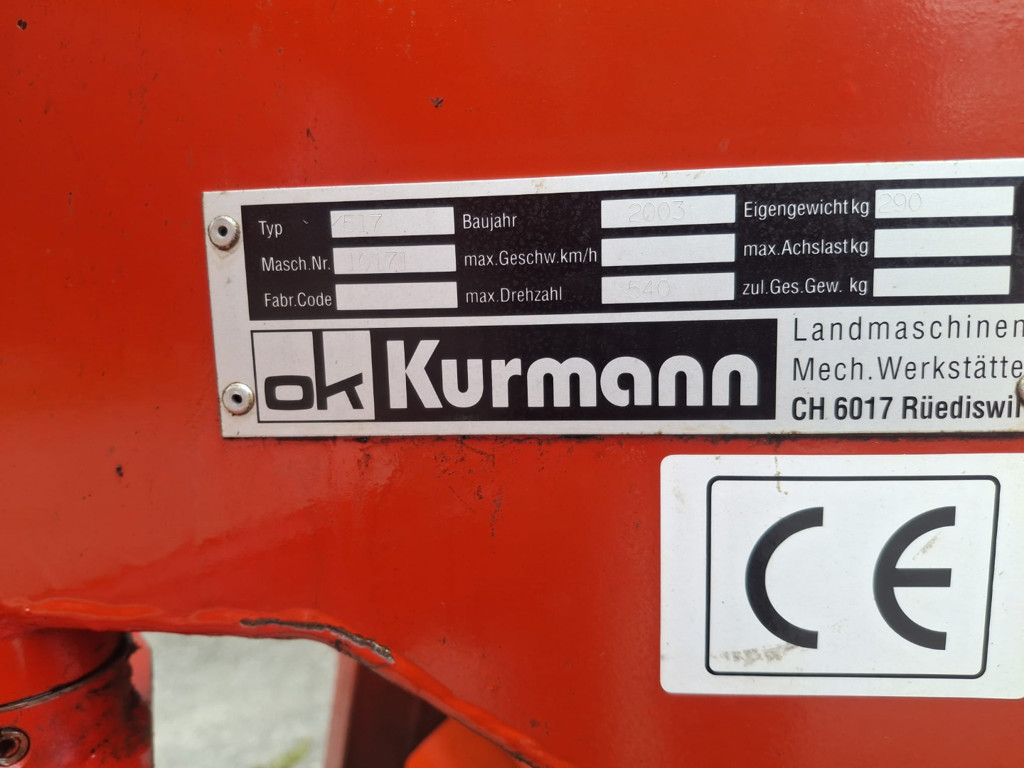 Typ K517 Baujahr 2003 Eigengewicht kg 290
Masch.Nr. max.Geschw.km/h max.Achslast kg
Fabr.Code max.Drehzahl 540 zul.Ges.Gew. kg
ok Kurmann
Landmaschinen
Mech.Werkstätte
CH 6017 Rüediswil
CE